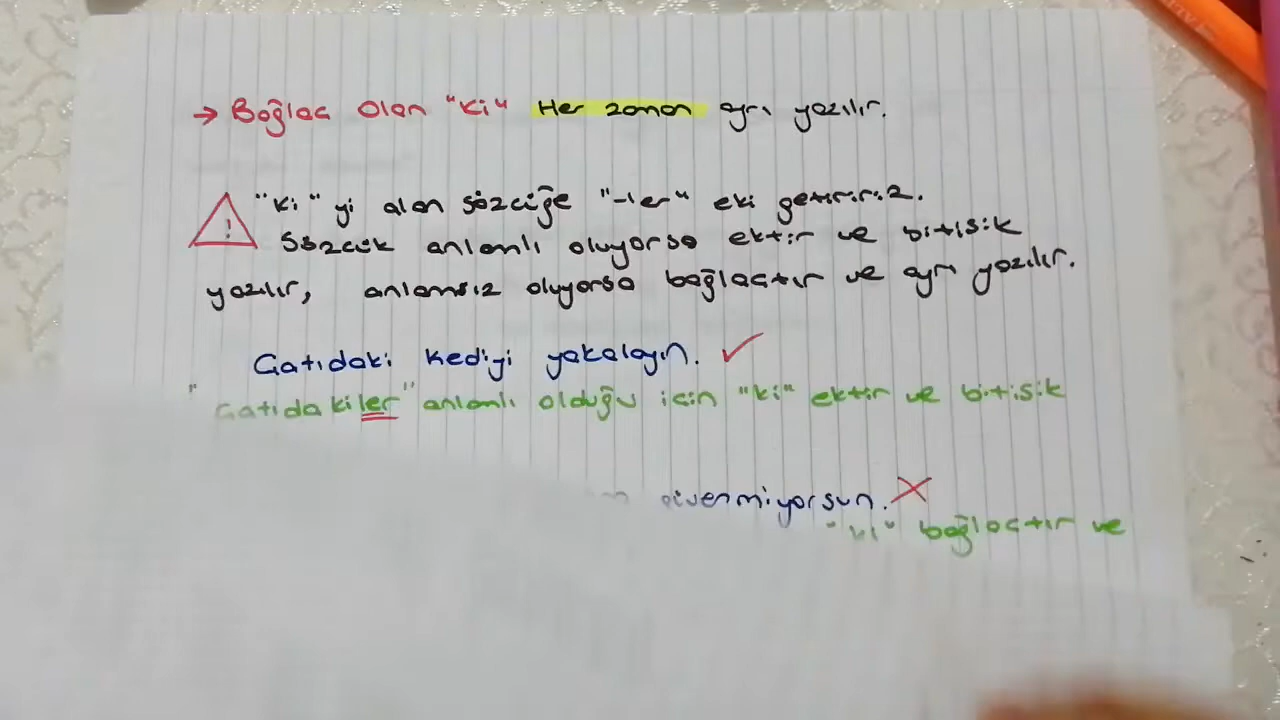 → Bağlaç olan "ki" Her zaman ayrı yazılır.
"Ki" yi alan sözcüğe "-ler" eki getiririz.
Sözcük anlamlı oluyorsa ektir ve bitişik
yazılır, anlamsız oluyorsa bağlaçtır ve ayrı yazılır.
Çatıdaki kediyi yakalayın. ✓
"Çatıdakiler" anlamlı olduğu için "ki" ektir ve bitişik
güvenmiyorsun. X
"ki" bağlaçtır ve